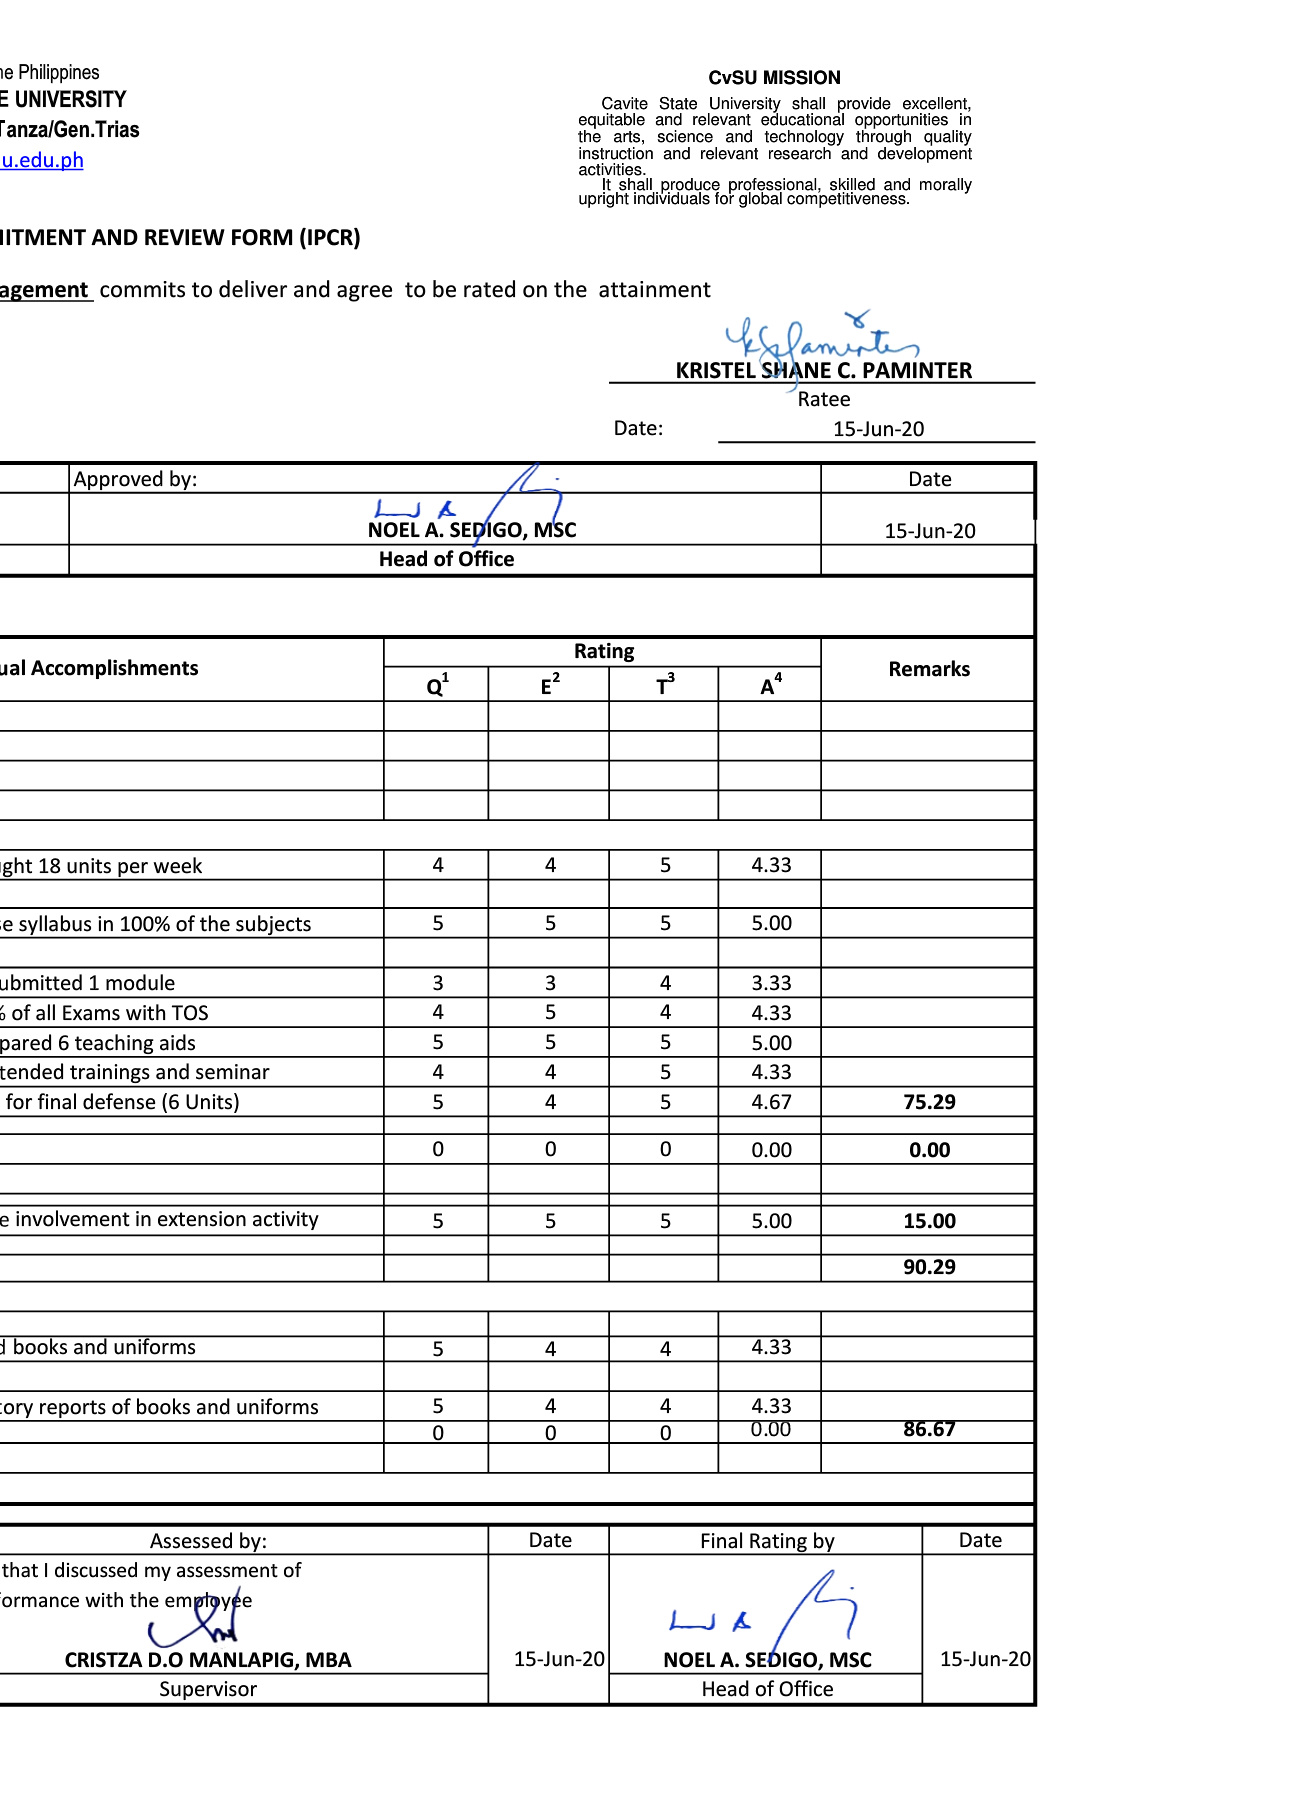 ne Philippines
E UNIVERSITY
Tanza/Gen.Trias
u.edu.ph
CvSU MISSION
Cavite State University shall provide excellent,
equitable and relevant educational opportunities in
the arts, science and technology through quality
instruction and relevant research and development
activities.
It shall produce professional, skilled and morally
upright individuals for global competitiveness.
IITMENT AND REVIEW FORM (IPCR)
agement commits to deliver and agree to be rated on the attainment
KRISTEL SHANE C. PAMINTER
Ratee
Date: 15-Jun-20
Approved by: Date
NOEL A. SEDIGO, MSC 15-Jun-20
Head of Office
ual Accomplishments Rating Remarks
Q¹ E² T³ A⁴
ght 18 units per week 4 4 5 4.33
e syllabus in 100% of the subjects 5 5 5 5.00
ubmitted 1 module 3 3 4 3.33
% of all Exams with TOS 4 5 4 4.33
pared 6 teaching aids 5 5 5 5.00
tended trainings and seminar 4 4 5 4.33
for final defense (6 Units) 5 4 5 4.67 75.29
0 0 0 0.00 0.00
e involvement in extension activity 5 5 5 5.00 15.00
90.29
d books and uniforms 5 4 4 4.33
tory reports of books and uniforms 5 4 4 4.33
0 0 0 0.00 86.67
Assessed by: Date Final Rating by Date
that I discussed my assessment of
formance with the employee
CRISTZA D.O MANLAPIG, MBA 15-Jun-20 NOEL A. SEDIGO, MSC 15-Jun-20
Supervisor Head of Office